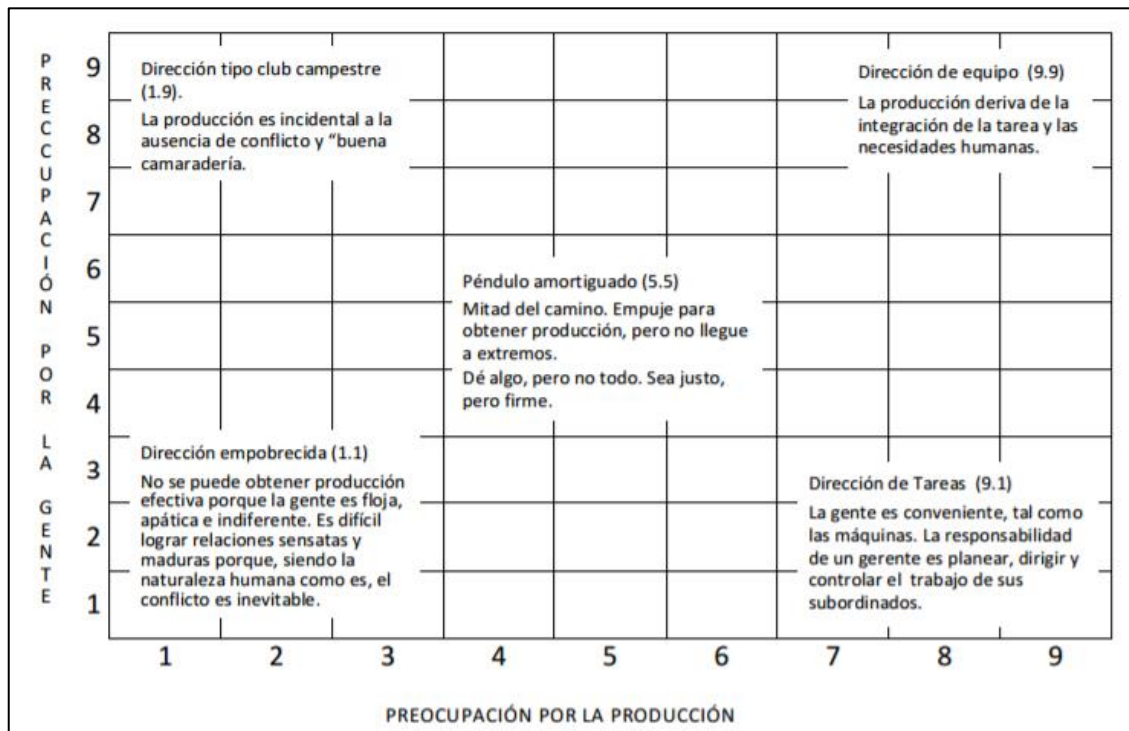 PRECCUPACIÓN POR LA GENTE
9
8
7
6
5
4
3
2
1
Dirección tipo club campestre
(1.9).
La producción es incidental a la
ausencia de conflicto y “buena
camaradería.
Dirección de equipo (9.9)
La producción deriva de la
integración de la tarea y las
necesidades humanas.
Péndulo amortiguado (5.5)
Mitad del camino. Empuje para
obtener producción, pero no llegue
a extremos.
Dé algo, pero no todo. Sea justo,
pero firme.
Dirección empobrecida (1.1)
No se puede obtener producción
efectiva porque la gente es floja,
apática e indiferente. Es difícil
lograr relaciones sensatas y
maduras porque, siendo la
naturaleza humana como es, el
conflicto es inevitable.
Dirección de Tareas (9.1)
La gente es conveniente, tal como
las máquinas. La responsabilidad
de un gerente es planear, dirigir y
controlar el trabajo de sus
subordinados.
1 2 3 4 5 6 7 8 9
PREOCUPACIÓN POR LA PRODUCCIÓN